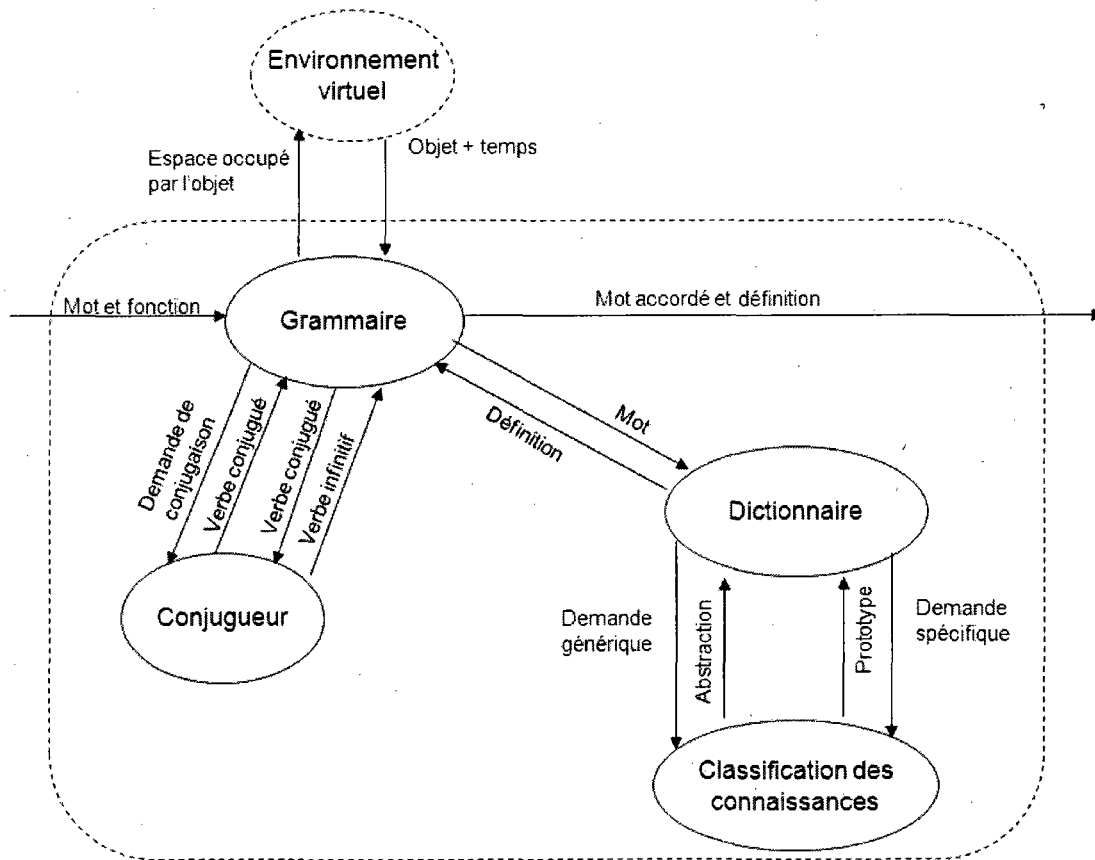 Environnement
virtuel
Espace occupé
par l'objet
Objet + temps
Mot et fonction
Grammaire
Mot accordé et définition
Demande de
conjugaison
Verbe conjugué
Verbe conjugué
Verbe infinitif
Mot
Définition
Conjugueur
Dictionnaire
Demande
générique
Abstraction
Prototype
Demande
spécifique
Classification des
connaissances